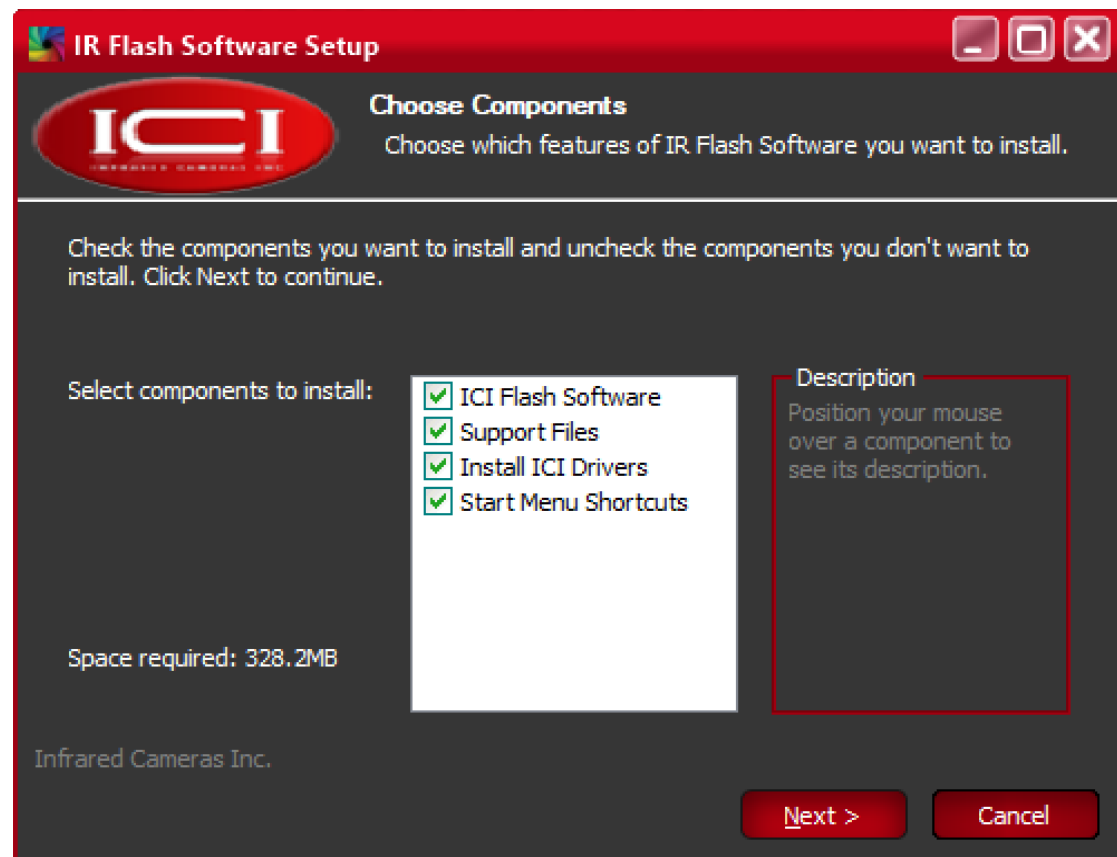 IR Flash Software Setup
ICI
INFRARED CAMERAS INC
Choose Components
Choose which features of IR Flash Software you want to install.
Check the components you want to install and uncheck the components you don't want to
install. Click Next to continue.
Select components to install:
ICI Flash Software
Support Files
Install ICI Drivers
Start Menu Shortcuts
Description
Position your mouse
over a component to
see its description.
Space required: 328.2MB
Infrared Cameras Inc.
Next >
Cancel